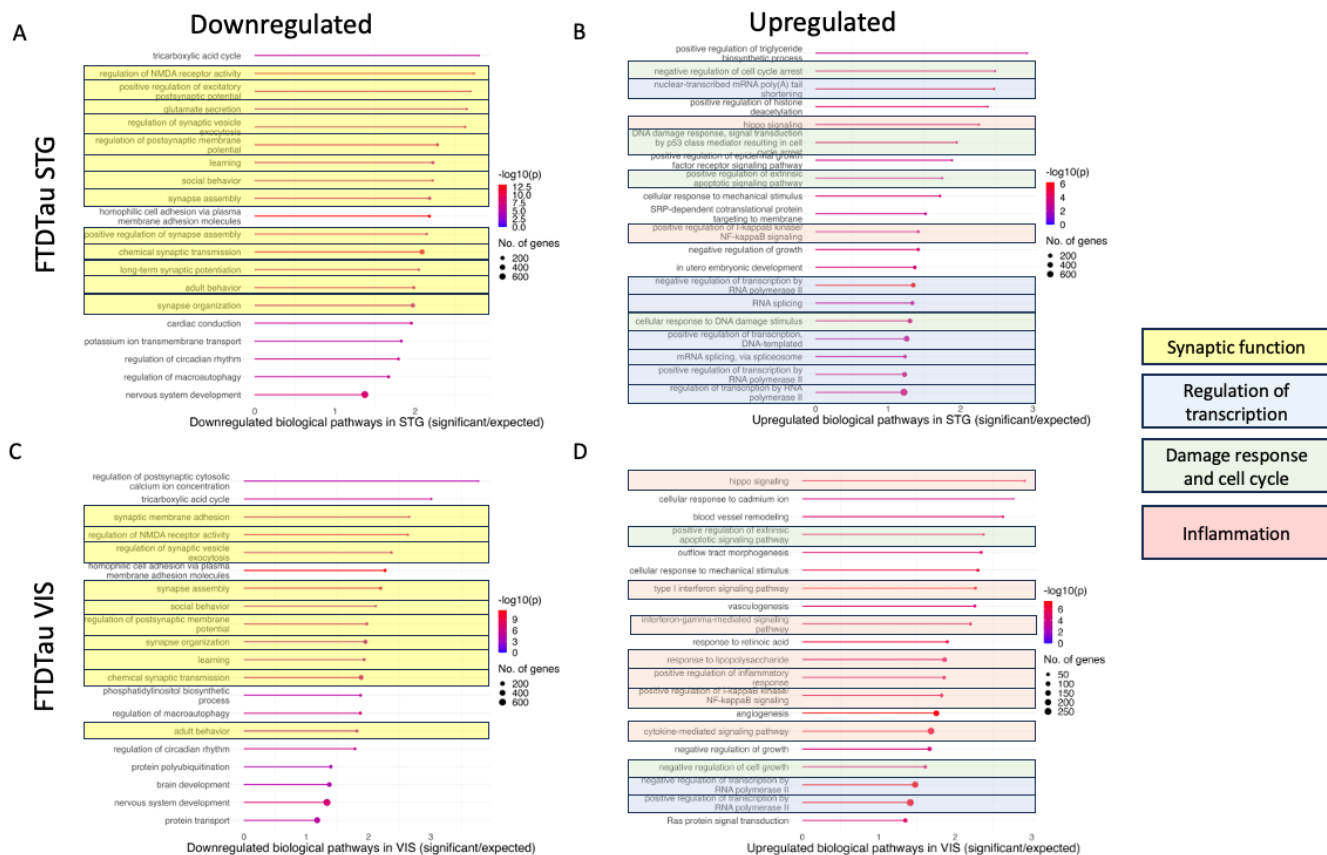 Downregulated
Upregulated
A
B
FTDTau STG
tricarboxylic acid cycle
regulation of NMDA receptor activity
positive regulation of excitatory
postsynaptic potential
glutamate secretion
regulation of synaptic vesicle
exocytosis
regulation of postsynaptic membrane
potential
learning
social behavior
synapse assembly
homophilic cell adhesion via plasma
membrane adhesion molecules
positive regulation of synapse assembly
chemical synaptic transmission
long-term synaptic potentiation
adult behavior
synapse organization
cardiac conduction
potassium ion transmembrane transport
regulation of circadian rhythm
regulation of macroautophagy
nervous system development
0 1 2
Downregulated biological pathways in STG (significant/expected)
-log10(p)
12.5
10.0
7.5
5.0
2.5
0.0
No. of genes
200
400
600
positive regulation of triglyceride
biosynthetic process
negative regulation of cell cycle arrest
nuclear-transcribed mRNA poly(A) tail
shortening
positive regulation of histone
deacetylation
hippo signaling
DNA damage response, signal transduction
by p53 class mediator resulting in cell
cycle arrest
positive regulation of epidermal growth
factor receptor signaling pathway
positive regulation of extrinsic
apoptotic signaling pathway
cellular response to mechanical stimulus
SRP-dependent cotranslational protein
targeting to membrane
positive regulation of I-kappaB kinase/
NF-kappaB signaling
negative regulation of growth
in utero embryonic development
negative regulation of transcription by
RNA polymerase II
RNA splicing
cellular response to DNA damage stimulus
positive regulation of transcription,
DNA-templated
mRNA splicing, via spliceosome
positive regulation of transcription by
RNA polymerase II
regulation of transcription by RNA
polymerase II
0 1 2 3
Upregulated biological pathways in STG (significant/expected)
-log10(p)
6
4
2
0
No. of genes
200
400
600
Synaptic function
Regulation of
transcription
Damage response
and cell cycle
Inflammation
C
D
FTDTau VIS
regulation of postsynaptic cytosolic
calcium ion concentration
tricarboxylic acid cycle
synaptic membrane adhesion
regulation of NMDA receptor activity
regulation of synaptic vesicle
exocytosis
homophilic cell adhesion via plasma
membrane adhesion molecules
synapse assembly
social behavior
regulation of postsynaptic membrane
potential
synapse organization
learning
chemical synaptic transmission
phosphatidylinositol biosynthetic
process
regulation of macroautophagy
adult behavior
regulation of circadian rhythm
protein polyubiquitination
brain development
nervous system development
protein transport
0 1 2 3
Downregulated biological pathways in VIS (significant/expected)
-log10(p)
9
6
3
0
No. of genes
200
400
600
hippo signaling
cellular response to cadmium ion
blood vessel remodeling
positive regulation of extrinsic
apoptotic signaling pathway
outflow tract morphogenesis
cellular response to mechanical stimulus
type I interferon signaling pathway
vasculogenesis
interferon-gamma-mediated signaling
pathway
response to retinoic acid
response to lipopolysaccharide
positive regulation of inflammatory
response
positive regulation of I-kappaB kinase/
NF-kappaB signaling
angiogenesis
cytokine-mediated signaling pathway
negative regulation of growth
negative regulation of cell growth
negative regulation of transcription by
RNA polymerase II
positive regulation of transcription by
RNA polymerase II
Ras protein signal transduction
0 1 2 3
Upregulated biological pathways in VIS (significant/expected)
-log10(p)
6
4
2
0
No. of genes
50
100
150
200
250